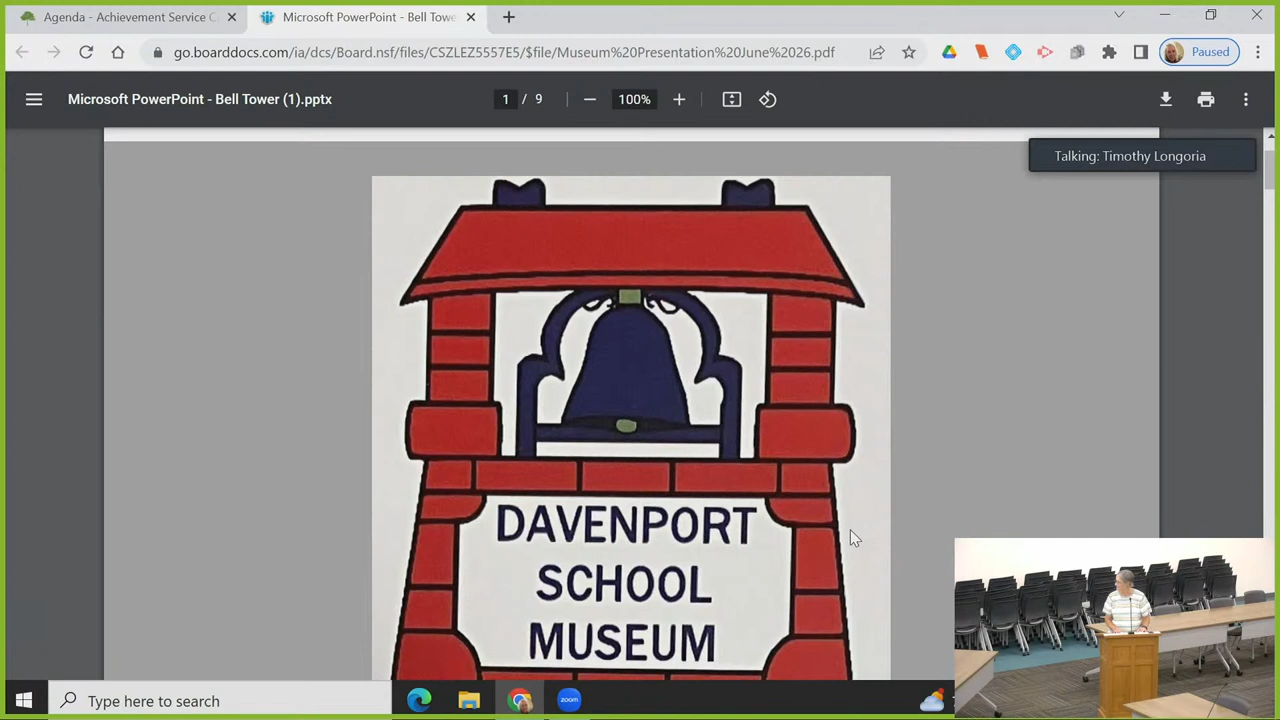 Agenda - Achievement Service C
Microsoft PowerPoint - Bell Towe
go.boarddocs.com/ia/dcs/Board.nsf/files/CSZLEZ5557E5/$file/Museum%20Presentation%20June%2026.pdf
Paused
Microsoft PowerPoint - Bell Tower (1).pptx
1 / 9
100%
Talking: Timothy Longoria
DAVENPORT
SCHOOL
MUSEUM
Type here to search
zoom